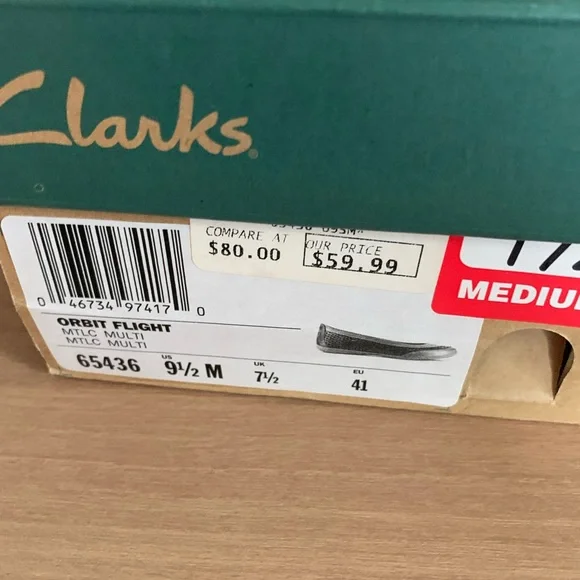 Clarks
COMPARE AT
$80.00
OUR PRICE
$59.99
MEDIU
0 46734 97417 0
ORBIT FLIGHT
MTLC MULTI
MTLC MULTI
65436 US 9½ M UK 7½ EU 41